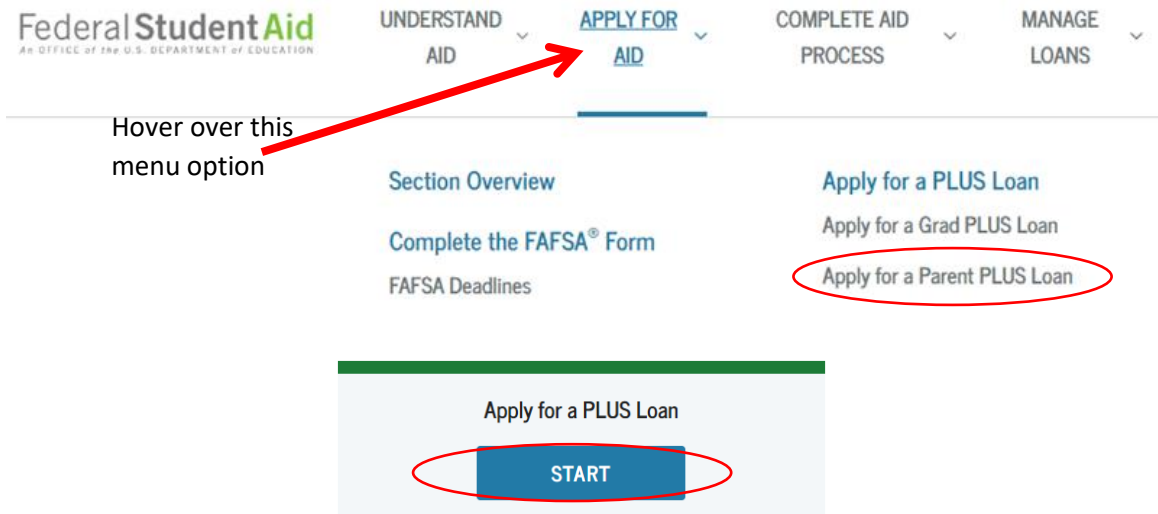 Federal Student Aid
An OFFICE of the U.S. DEPARTMENT of EDUCATION
UNDERSTAND
AID
APPLY FOR
AID
COMPLETE AID
PROCESS
MANAGE
LOANS
Hover over this
menu option
Section Overview
Complete the FAFSA® Form
FAFSA Deadlines
Apply for a PLUS Loan
Apply for a Grad PLUS Loan
Apply for a Parent PLUS Loan
Apply for a PLUS Loan
START